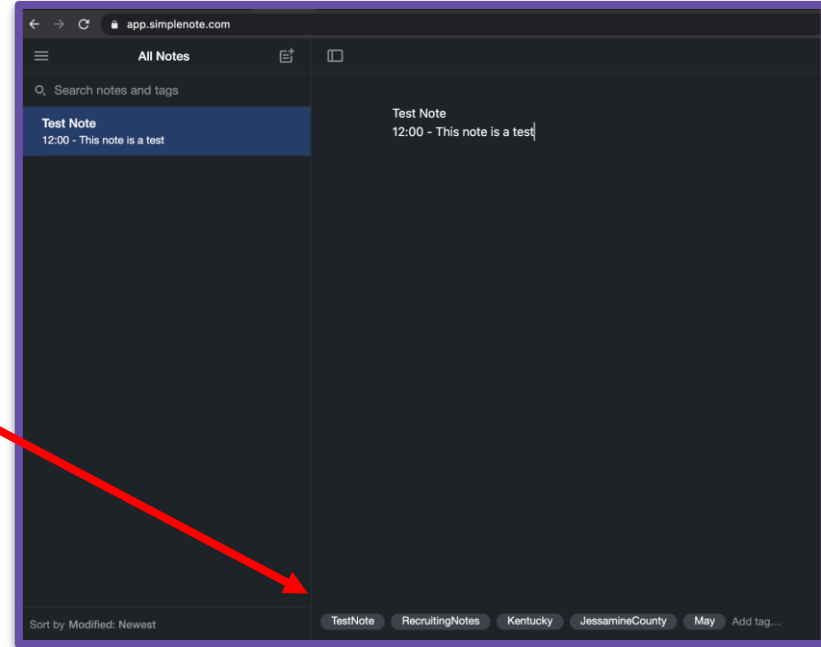 app.simplenote.com
All Notes
Search notes and tags
Test Note
12:00 - This note is a test
Test Note
12:00 - This note is a test
Sort by Modified: Newest
TestNote RecruitingNotes Kentucky JessamineCounty May Add tag...